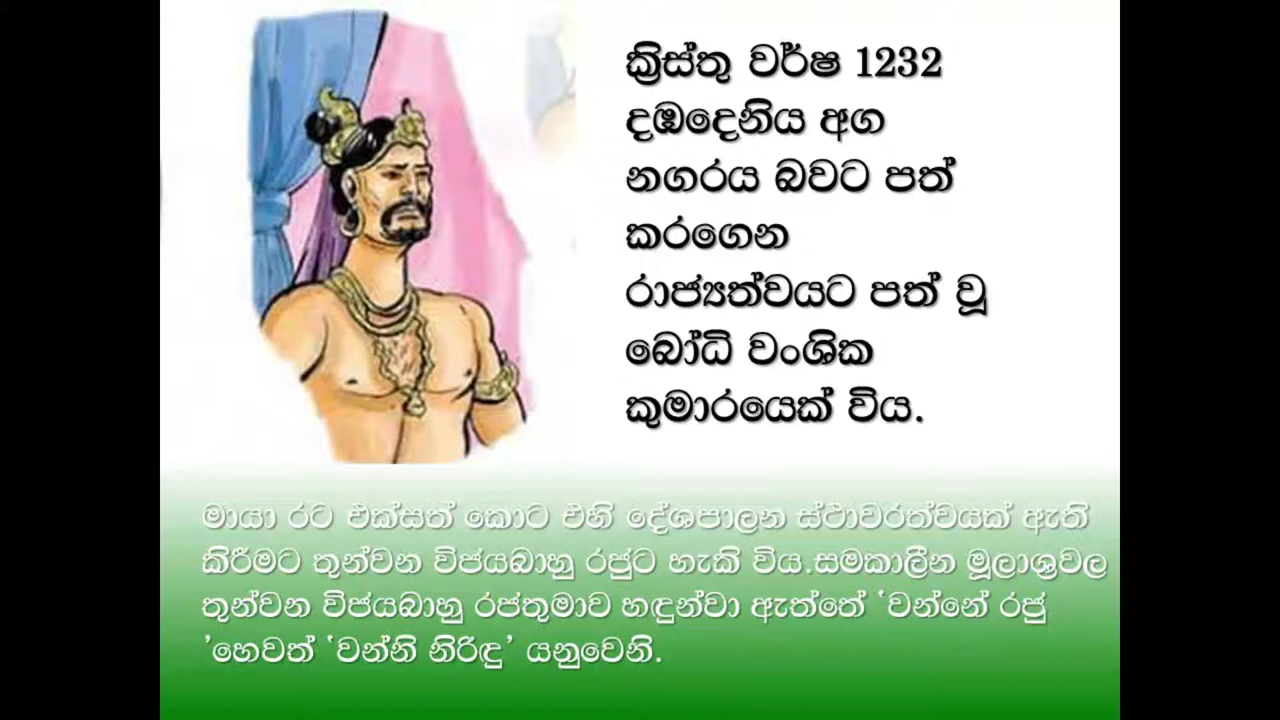 ක්‍රිස්තු වර්ෂ 1232
දඹදෙනිය අග
නගරය බවට පත්
කරගෙන
රාජ්‍යත්වයට පත් වූ
බෝධි වංශික
කුමාරයෙක් විය.
මායා රට එක්සත් කොට එහි දේශපාලන ස්ථාවරත්වයක් ඇති
කිරීමට තුන්වන විජයබාහු රජුට හැකි විය.සමකාලීන මූලාශ්‍රවල
තුන්වන විජයබාහු රජතුමාව හඳුන්වා ඇත්තේ ‘වන්නේ රජු
’හෙවත් ‘වන්නි නිරිඳු’ යනුවෙනි.